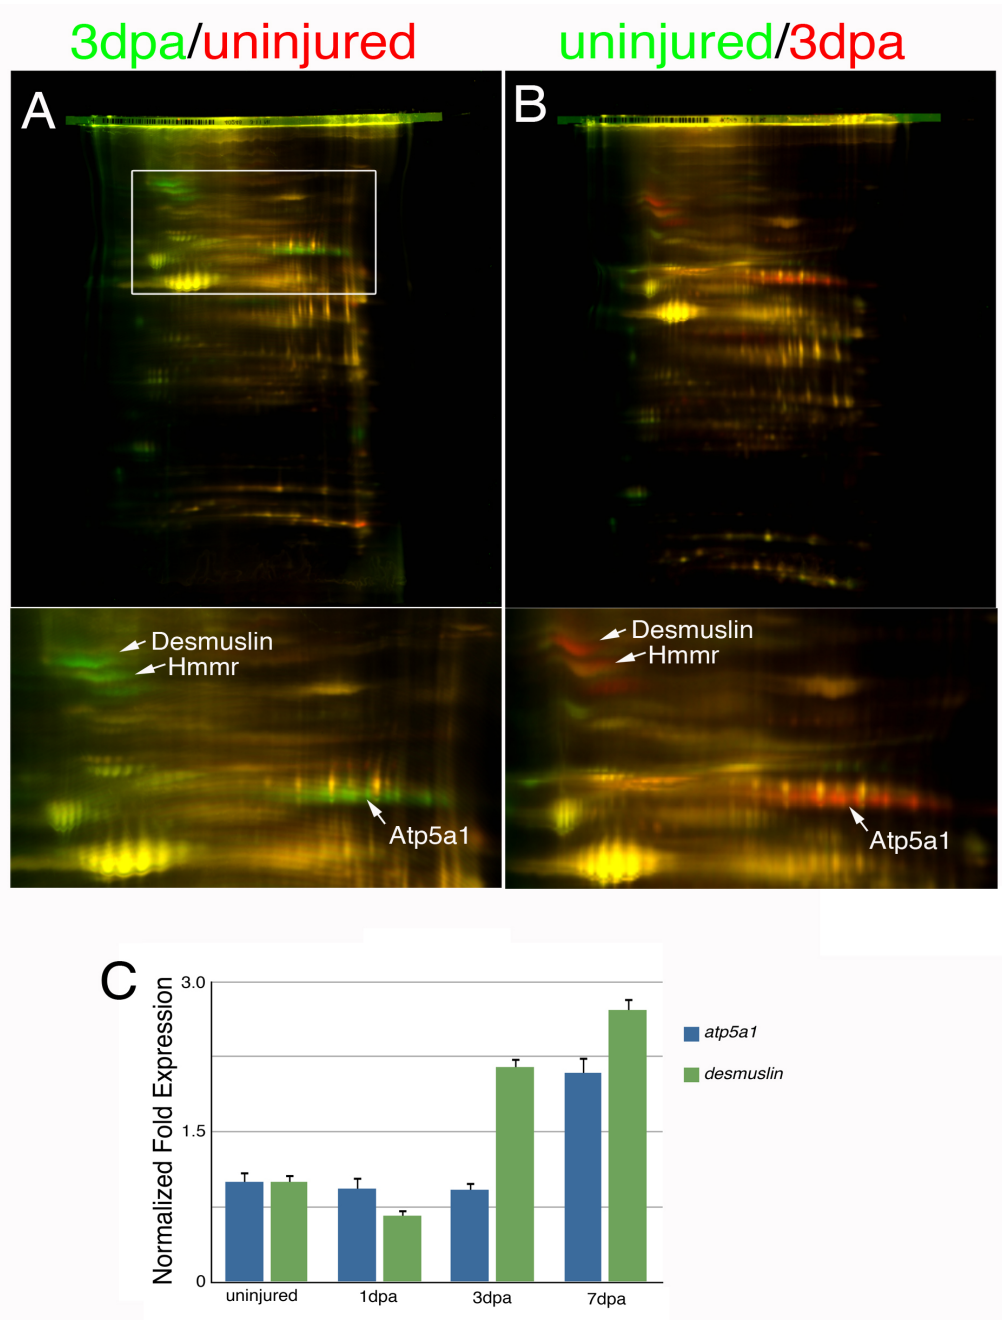 3dpa/uninjured
uninjured/3dpa
A
B
Desmuslin
Hmmr
Atp5a1
Desmuslin
Hmmr
Atp5a1
C
Normalized Fold Expression
3.0
1.5
0
uninjured
1dpa
3dpa
7dpa
atp5a1
desmuslin